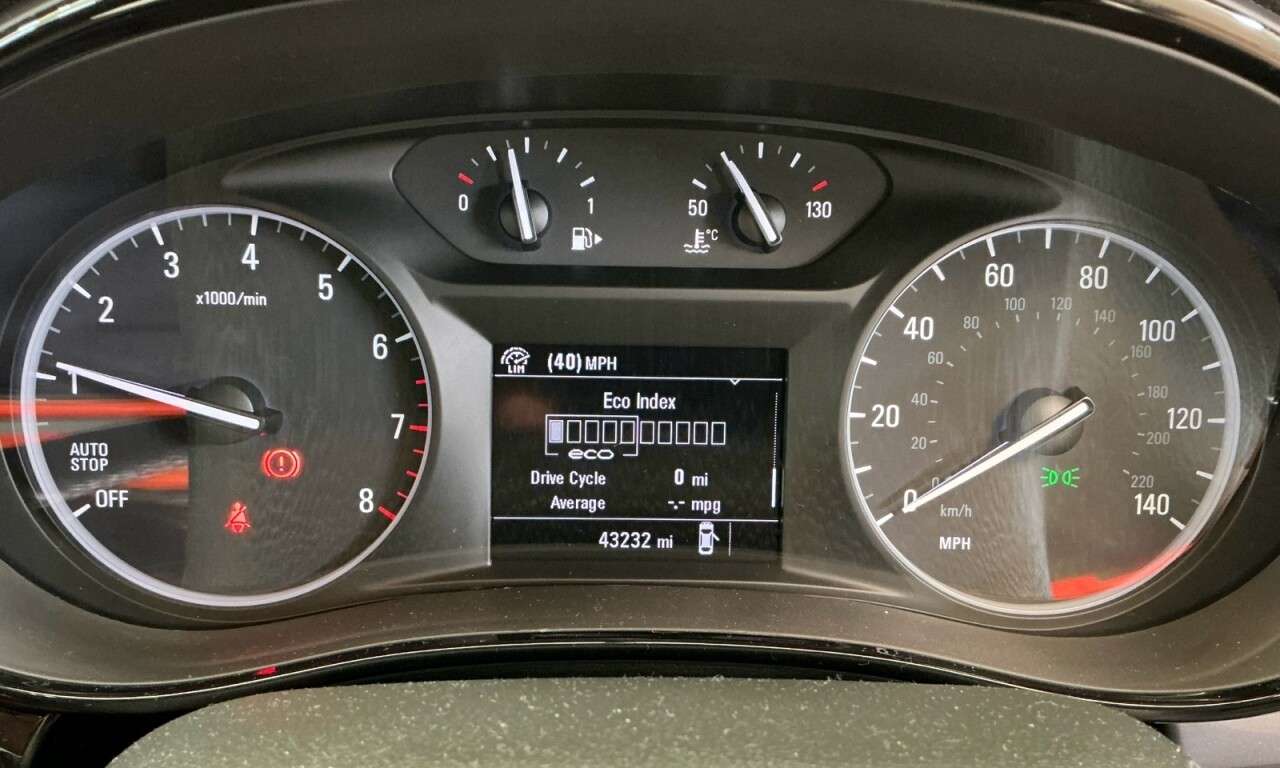 0
1
50
130
°C
1
2
3
4
5
6
7
8
x1000/min
AUTO
STOP
OFF
LIM
(40) MPH
Eco Index
eco
Drive Cycle 0 mi
Average -.- mpg
43232 mi
0
20
40
60
80
100
120
140
0
20
40
60
80
100
120
140
160
180
200
220
km/h
MPH